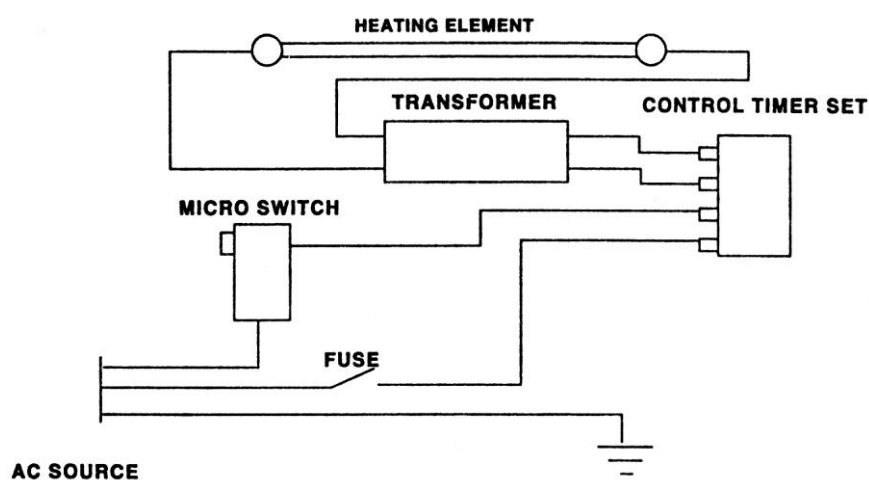 HEATING ELEMENT
TRANSFORMER
CONTROL TIMER SET
MICRO SWITCH
FUSE
AC SOURCE